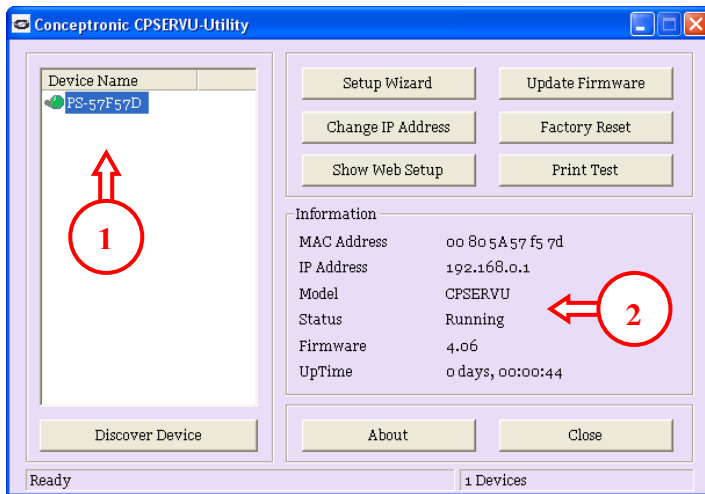 Conceptronic CPSERVU-Utility
Device Name
PS-57F57D
1
Discover Device
Setup Wizard
Update Firmware
Change IP Address
Factory Reset
Show Web Setup
Print Test
Information
MAC Address 00 80 5A 57 f5 7d
IP Address 192.168.0.1
Model CPSERVU
Status Running
Firmware 4.06
UpTime 0 days, 00:00:44
2
About
Close
Ready
1 Devices